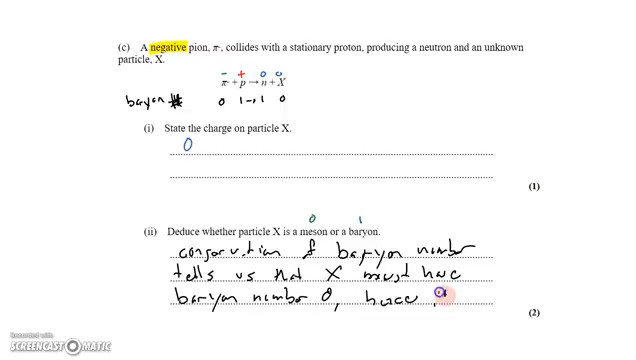 (c) A negative pion, π-, collides with a stationary proton, producing a neutron and an unknown
particle, X.
- + 0 0
π- + p → n + X
baryon # 0 1 → 1 0
(i) State the charge on particle X.
0
(1)
0 1
(ii) Deduce whether particle X is a meson or a baryon.
conservation of baryon number
tells us that X must have
baryon number 0, hence
(2)
Recorded with
SCREENCAST-O-MATIC